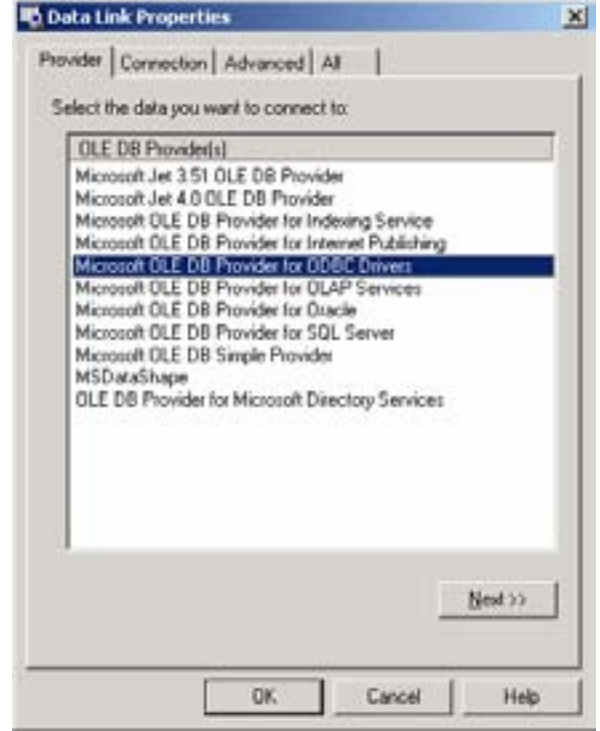 Data Link Properties
Provider Connection Advanced All
Select the data you want to connect to:
OLE DB Provider(s)
Microsoft Jet 3.51 OLE DB Provider
Microsoft Jet 4.0 OLE DB Provider
Microsoft OLE DB Provider for Indexing Service
Microsoft OLE DB Provider for Internet Publishing
Microsoft OLE DB Provider for ODBC Drivers
Microsoft OLE DB Provider for OLAP Services
Microsoft OLE DB Provider for Oracle
Microsoft OLE DB Provider for SQL Server
Microsoft OLE DB Simple Provider
MSDataShape
OLE DB Provider for Microsoft Directory Services
Next >>
OK Cancel Help